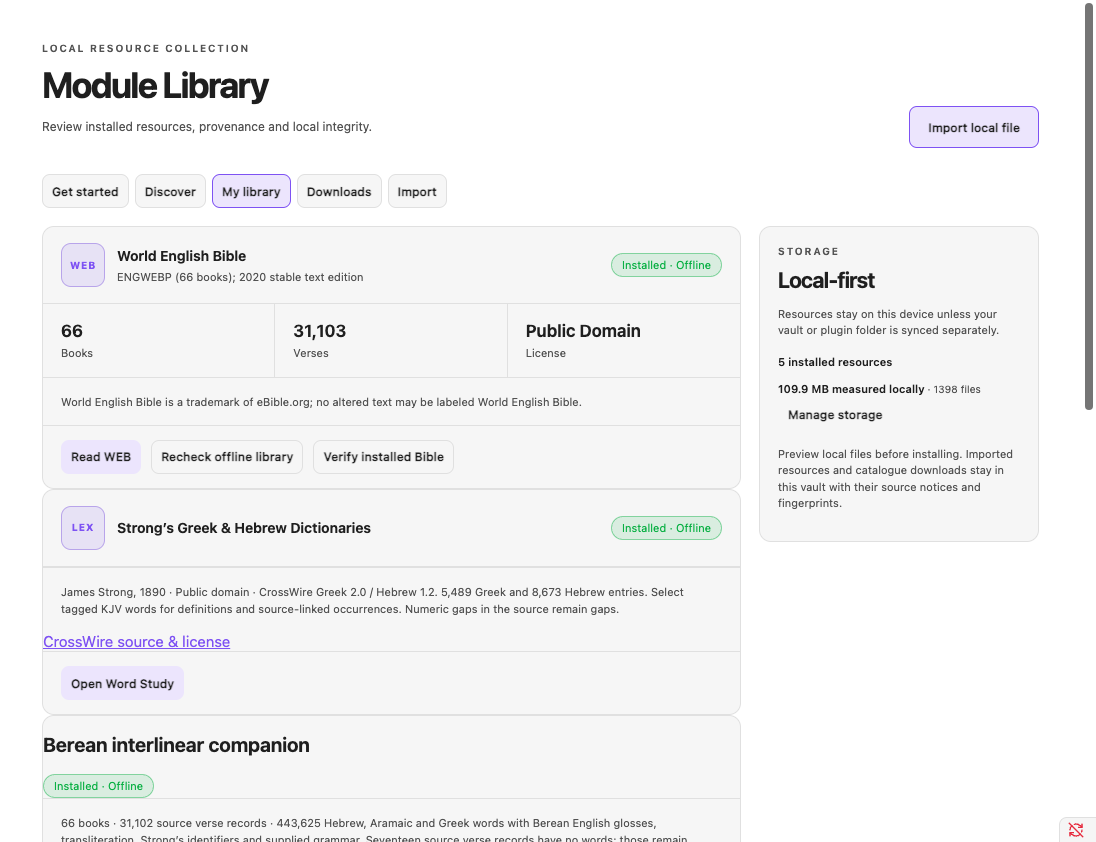 LOCAL RESOURCE COLLECTION
Module Library
Review installed resources, provenance and local integrity.
Import local file
Get started
Discover
My library
Downloads
Import
WEB
World English Bible
ENGWEBP (66 books); 2020 stable text edition
Installed · Offline
66
Books
31,103
Verses
Public Domain
License
World English Bible is a trademark of eBible.org; no altered text may be labeled World English Bible.
Read WEB
Recheck offline library
Verify installed Bible
LEX
Strong’s Greek & Hebrew Dictionaries
Installed · Offline
James Strong, 1890 · Public domain · CrossWire Greek 2.0 / Hebrew 1.2. 5,489 Greek and 8,673 Hebrew entries. Select
tagged KJV words for definitions and source-linked occurrences. Numeric gaps in the source remain gaps.
CrossWire source & license
Open Word Study
Berean interlinear companion
Installed · Offline
66 books · 31,102 source verse records · 443,625 Hebrew, Aramaic and Greek words with Berean English glosses,
transliteration, Strong’s identifiers and supplied grammar. Seventeen source verse records have no words; those remain
STORAGE
Local-first
Resources stay on this device unless your
vault or plugin folder is synced separately.
5 installed resources
109.9 MB measured locally · 1398 files
Manage storage
Preview local files before installing. Imported
resources and catalogue downloads stay in
this vault with their source notices and
fingerprints.